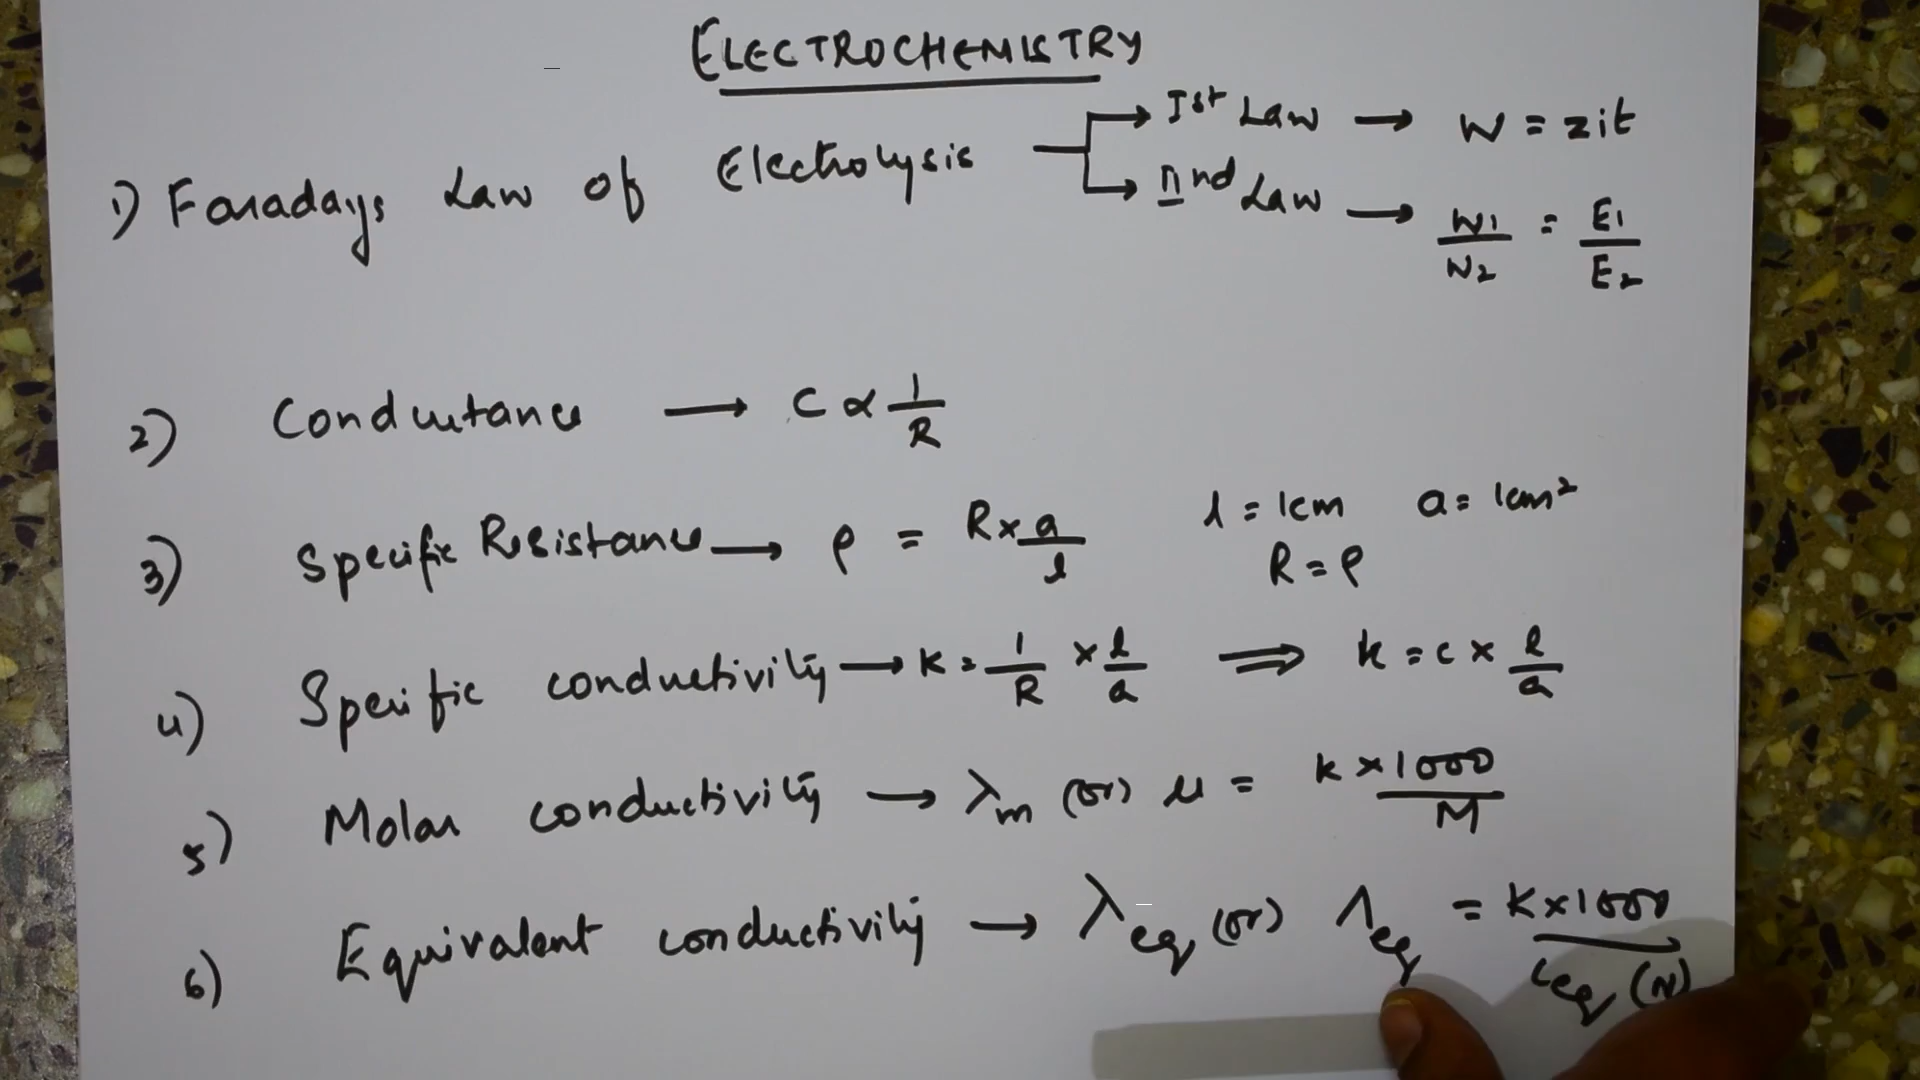 ELECTROCHEMISTRY
1) Faradays Law of Electrolysis → Ist Law → W = zit
→ IInd Law → W1/W2 = E1/E2
2) Conductance → C ∝ 1/R
3) Specific Resistance → ρ = R × a/l l = 1cm a = 1cm²
R = ρ
4) Specific conductivity → K = 1/R × l/a ⇒ k = c × l/a
5) Molar conductivity → λm (or) μ = k × 1000/M
6) Equivalent conductivity → λeq (or) Λeq = K × 1000/Ceq (N)